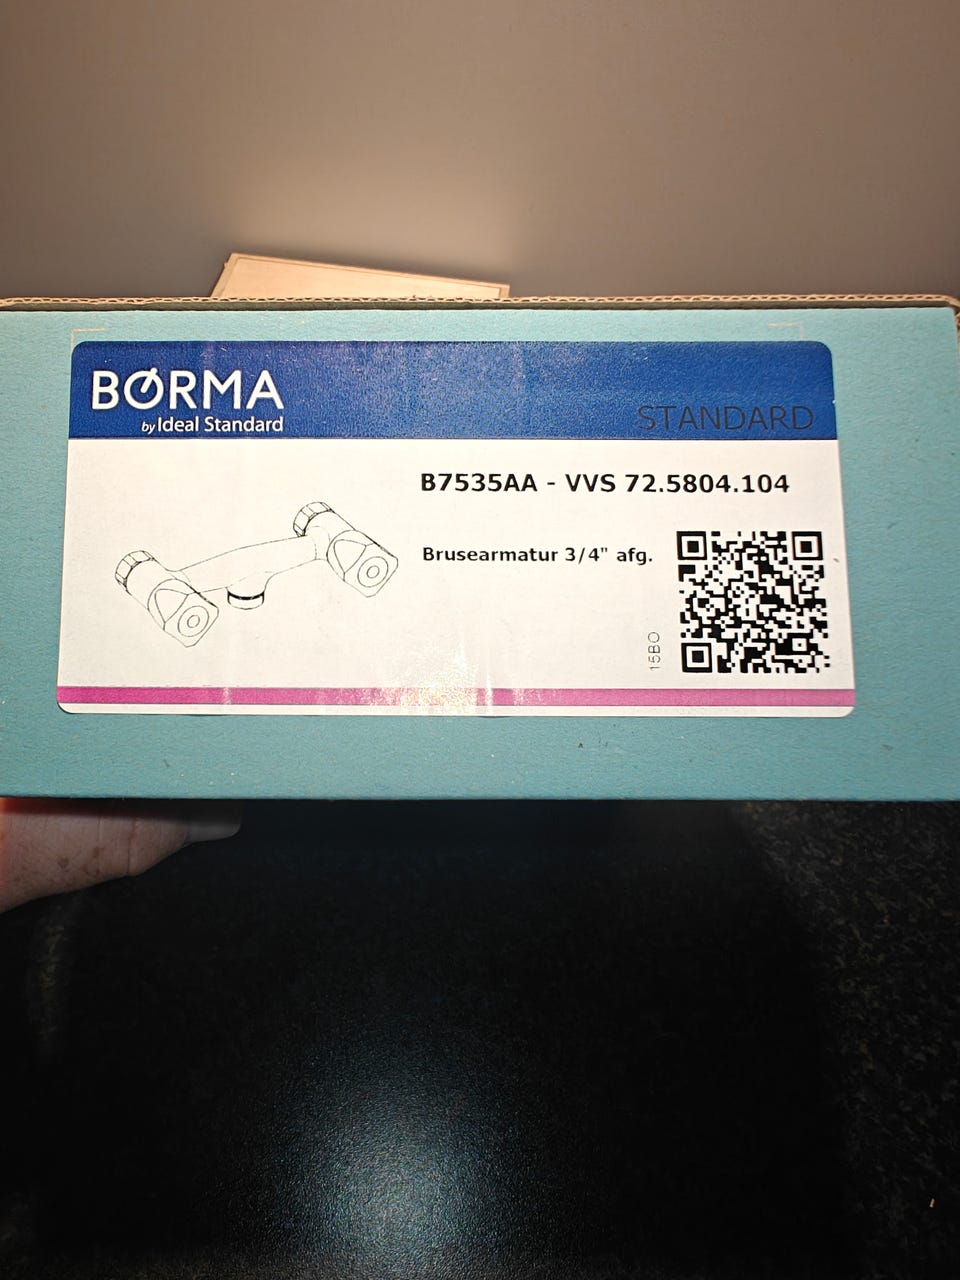 BØRMA
by Ideal Standard
STANDARD
B7535AA - VVS 72.5804.104
Brusearmatur 3/4" afg.
15BO